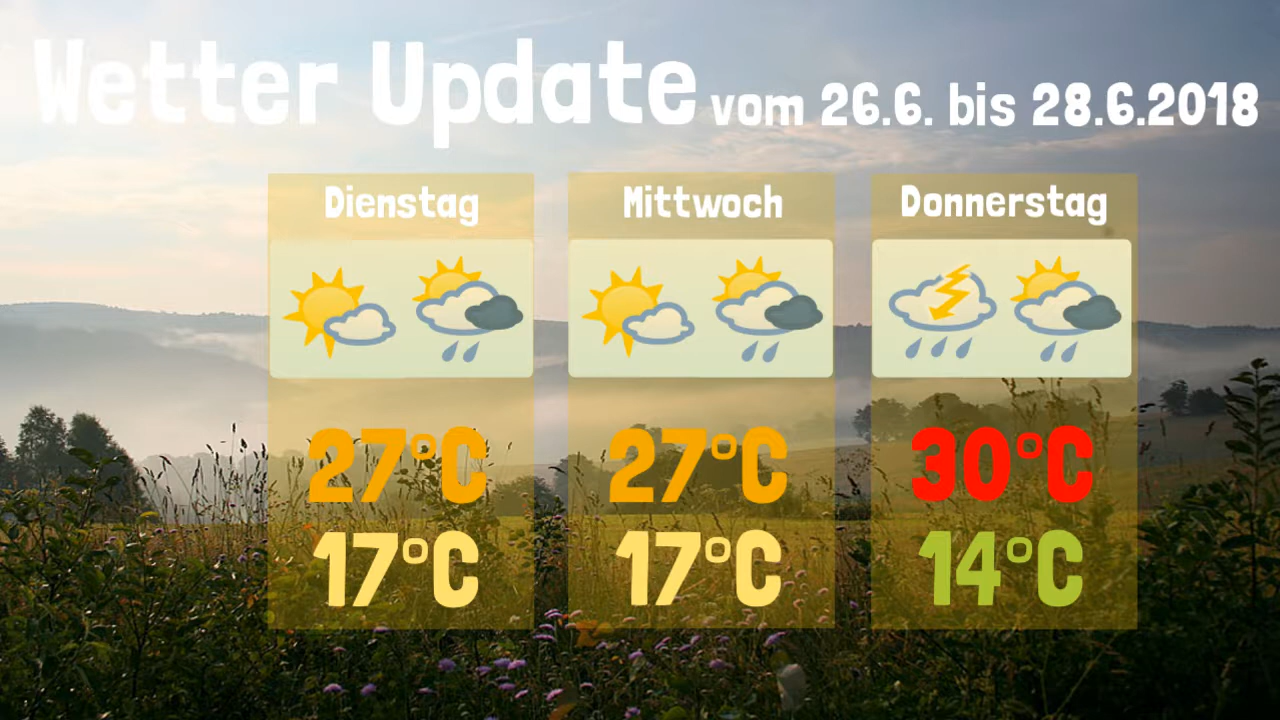 Wetter Update vom 26.6. bis 28.6.2018
Dienstag Mittwoch Donnerstag
27°C 27°C 30°C
17°C 17°C 14°C